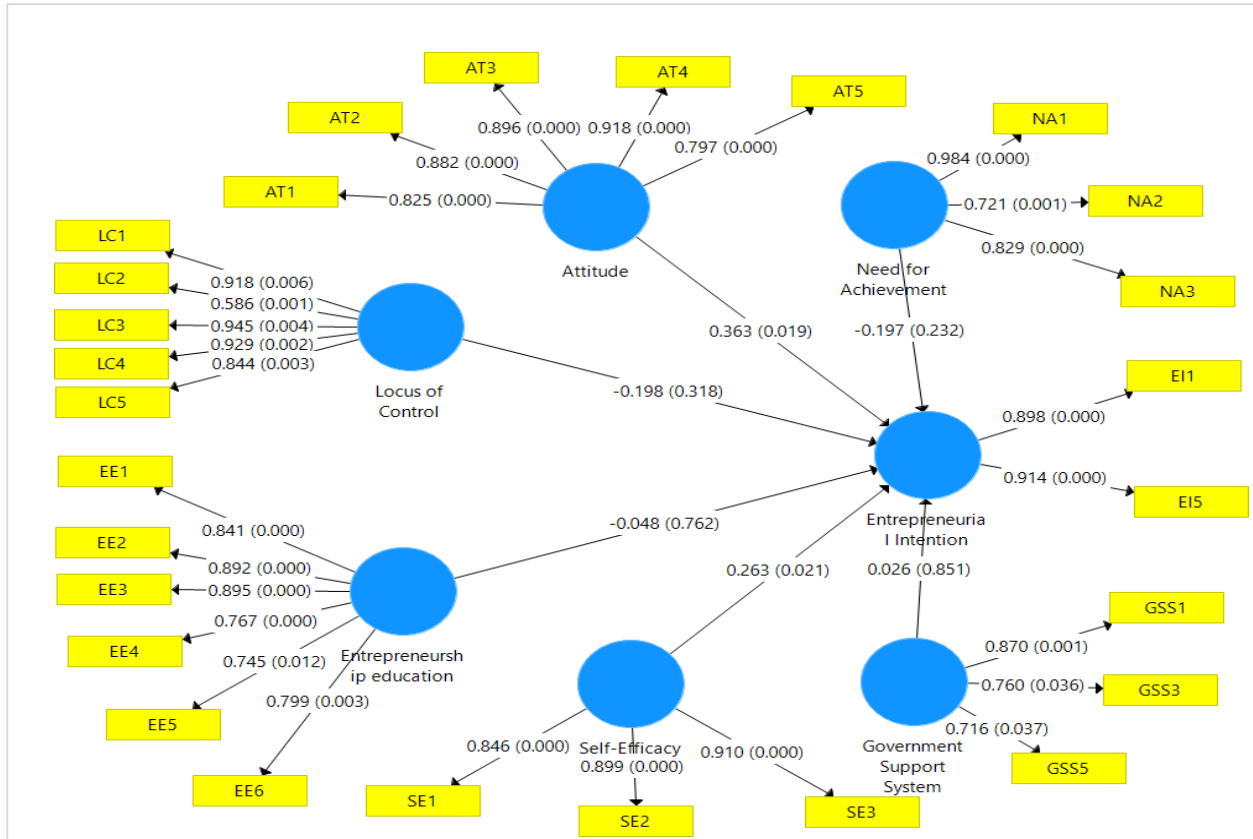 AT3
AT4
AT5
AT2
AT1
0.896 (0.000)
0.918 (0.000)
0.797 (0.000)
0.882 (0.000)
0.825 (0.000)
Attitude
NA1
NA2
NA3
0.984 (0.000)
0.721 (0.001)
0.829 (0.000)
Need for
Achievement
LC1
LC2
LC3
LC4
LC5
0.918 (0.006)
0.586 (0.001)
0.945 (0.004)
0.929 (0.002)
0.844 (0.003)
Locus of
Control
0.363 (0.019)
-0.197 (0.232)
-0.198 (0.318)
EI1
0.898 (0.000)
0.914 (0.000)
EI5
Entrepreneuria
l Intention
EE1
EE2
EE3
EE4
EE5
EE6
0.841 (0.000)
0.892 (0.000)
0.895 (0.000)
0.767 (0.000)
0.745 (0.012)
0.799 (0.003)
Entrepreneursh
ip education
-0.048 (0.762)
0.263 (0.021)
0.026 (0.851)
Self-Efficacy
0.846 (0.000)
0.899 (0.000)
0.910 (0.000)
SE1
SE2
SE3
Government
Support
System
0.870 (0.001)
0.760 (0.036)
0.716 (0.037)
GSS1
GSS3
GSS5